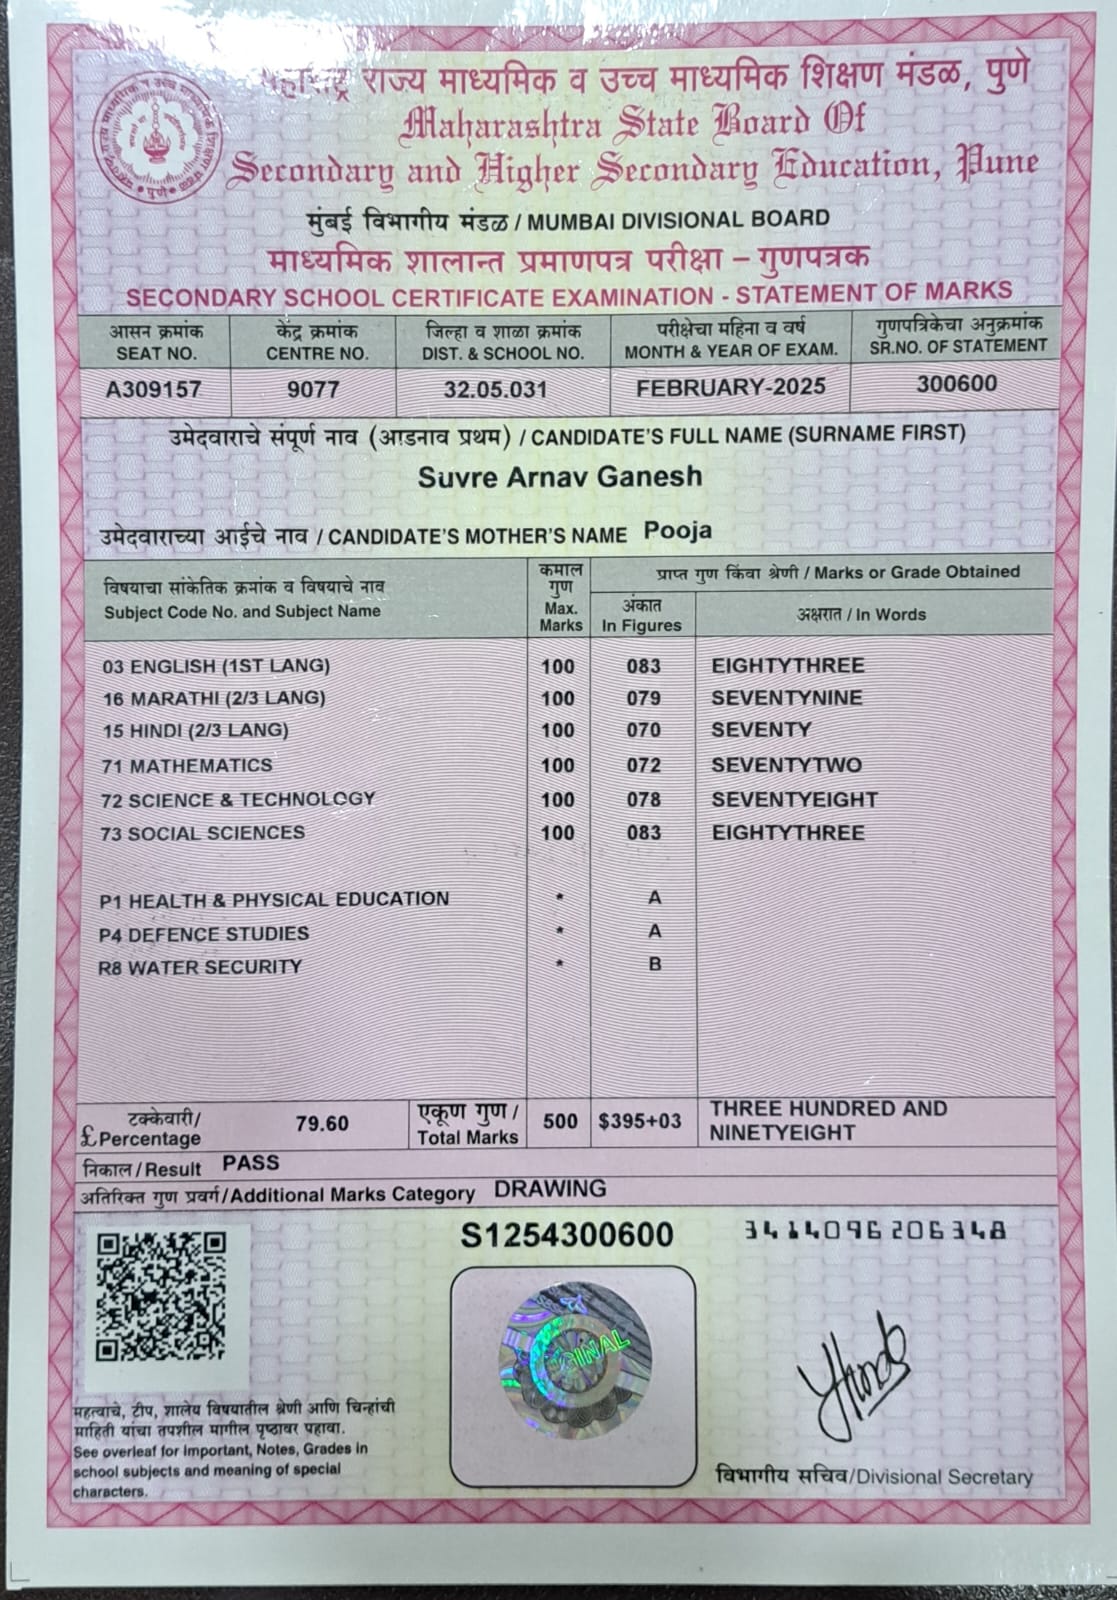 महाराष्ट्र राज्य माध्यमिक व उच्च माध्यमिक शिक्षण मंडळ, पुणे
Maharashtra State Board Of
Secondary and Higher Secondary Education, Pune
मुंबई विभागीय मंडळ / MUMBAI DIVISIONAL BOARD
माध्यमिक शालान्त प्रमाणपत्र परीक्षा – गुणपत्रक
SECONDARY SCHOOL CERTIFICATE EXAMINATION - STATEMENT OF MARKS
आसन क्रमांक केंद्र क्रमांक जिल्हा व शाळा क्रमांक परीक्षेचा महिना व वर्ष गुणपत्रिकेचा अनुक्रमांक
SEAT NO. CENTRE NO. DIST. & SCHOOL NO. MONTH & YEAR OF EXAM. SR.NO. OF STATEMENT
A309157 9077 32.05.031 FEBRUARY-2025 300600
उमेदवाराचे संपूर्ण नाव (आडनाव प्रथम) / CANDIDATE'S FULL NAME (SURNAME FIRST)
Suvre Arnav Ganesh
उमेदवाराच्या आईचे नाव / CANDIDATE'S MOTHER'S NAME Pooja
विषयाचा सांकेतिक क्रमांक व विषयाचे नाव
Subject Code No. and Subject Name
कमाल
गुण
Max.
Marks
प्राप्त गुण किंवा श्रेणी / Marks or Grade Obtained
अंकात
In Figures
अक्षरात / In Words
03 ENGLISH (1ST LANG) 100 083 EIGHTYTHREE
16 MARATHI (2/3 LANG) 100 079 SEVENTYNINE
15 HINDI (2/3 LANG) 100 070 SEVENTY
71 MATHEMATICS 100 072 SEVENTYTWO
72 SCIENCE & TECHNOLOGY 100 078 SEVENTYEIGHT
73 SOCIAL SCIENCES 100 083 EIGHTYTHREE
P1 HEALTH & PHYSICAL EDUCATION * A
P4 DEFENCE STUDIES * A
R8 WATER SECURITY * B
टक्केवारी/
£ Percentage
79.60
एकूण गुण /
Total Marks
500 $395+03
THREE HUNDRED AND
NINETYEIGHT
निकाल / Result PASS
अतिरिक्त गुण प्रवर्ग/Additional Marks Category DRAWING
S1254300600
3414096206348
महत्वाचे, टीप, शालेय विषयातील श्रेणी आणि चिन्हांची
माहिती यांचा तपशील मागील पृष्ठावर पहावा.
See overleaf for Important, Notes, Grades in
school subjects and meaning of special
characters.
विभागीय सचिव/Divisional Secretary